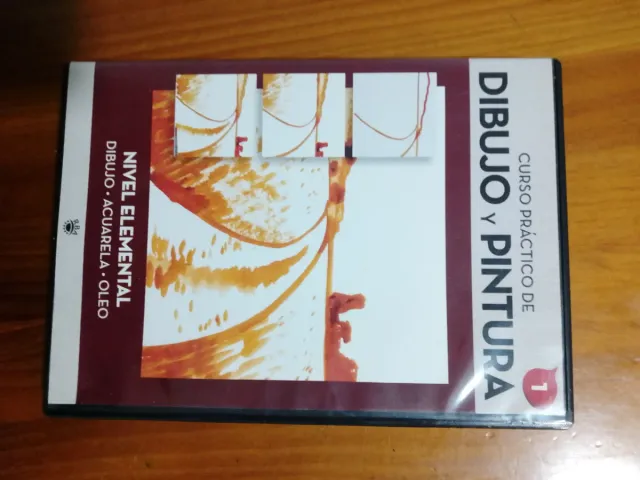 CURSO PRÁCTICO DE
DIBUJO Y PINTURA
1
NIVEL ELEMENTAL
DIBUJO · ACUARELA · OLEO